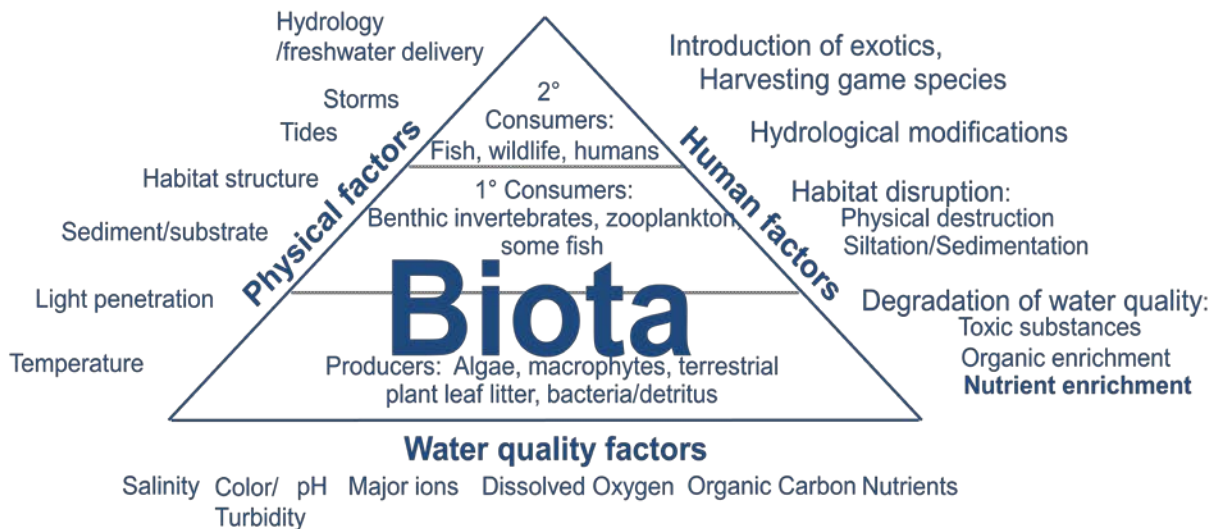 Hydrology
/freshwater delivery
Storms
Tides
Habitat structure
Sediment/substrate
Light penetration
Temperature
Physical factors
2°
Consumers:
Fish, wildlife, humans
1° Consumers:
Benthic invertebrates, zooplankton,
some fish
Biota
Producers: Algae, macrophytes, terrestrial
plant leaf litter, bacteria/detritus
Human factors
Introduction of exotics,
Harvesting game species
Hydrological modifications
Habitat disruption:
Physical destruction
Siltation/Sedimentation
Degradation of water quality:
Toxic substances
Organic enrichment
Nutrient enrichment
Water quality factors
Salinity Color/ pH Major ions Dissolved Oxygen Organic Carbon Nutrients
Turbidity